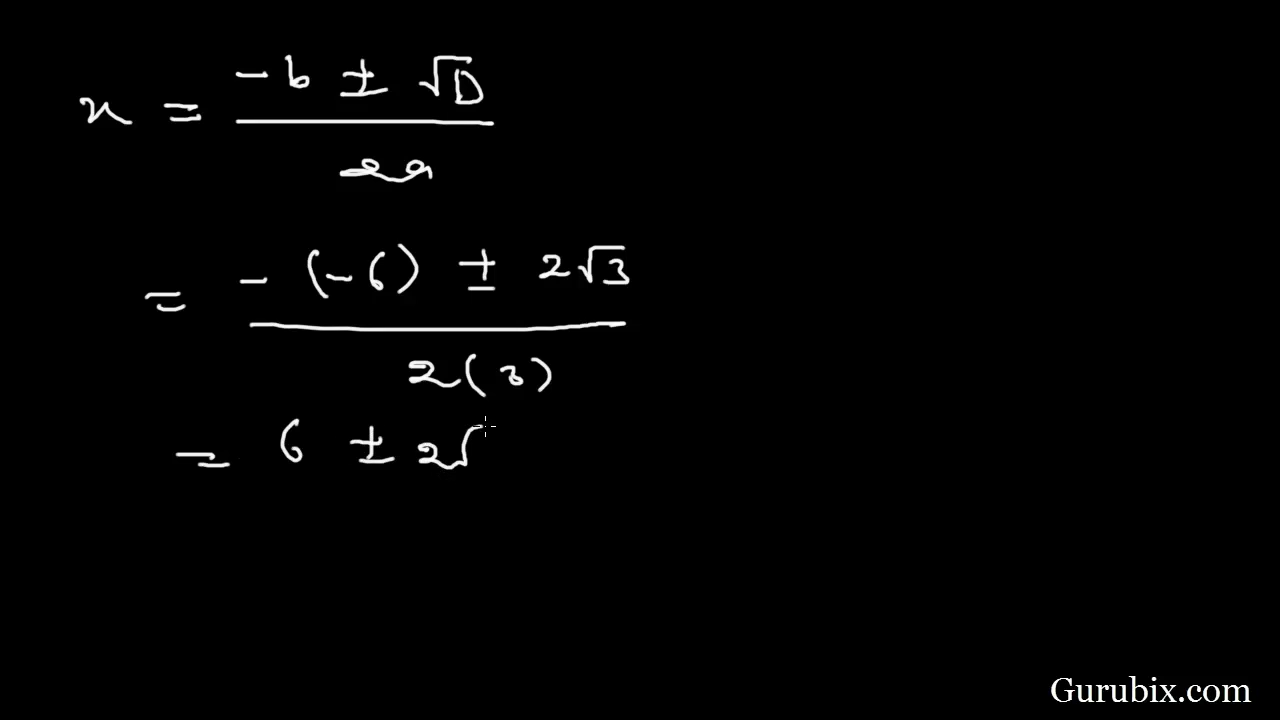 x = (-b ± √D) / 2a
= (-(-6) ± 2√3) / 2(3)
= 6 ± 2√
Gurubix.com